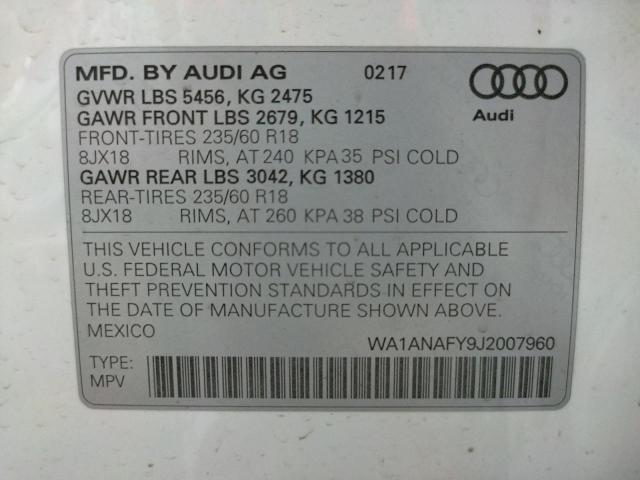 MFD. BY AUDI AG 0217
GVWR LBS 5456, KG 2475
GAWR FRONT LBS 2679, KG 1215
Audi
FRONT-TIRES 235/60 R18
8JX18 RIMS, AT 240 KPA 35 PSI COLD
GAWR REAR LBS 3042, KG 1380
REAR-TIRES 235/60 R18
8JX18 RIMS, AT 260 KPA 38 PSI COLD
THIS VEHICLE CONFORMS TO ALL APPLICABLE
U.S. FEDERAL MOTOR VEHICLE SAFETY AND
THEFT PREVENTION STANDARDS IN EFFECT ON
THE DATE OF MANUFACTURE SHOWN ABOVE.
MEXICO
WA1ANAFY9J2007960
TYPE:
MPV